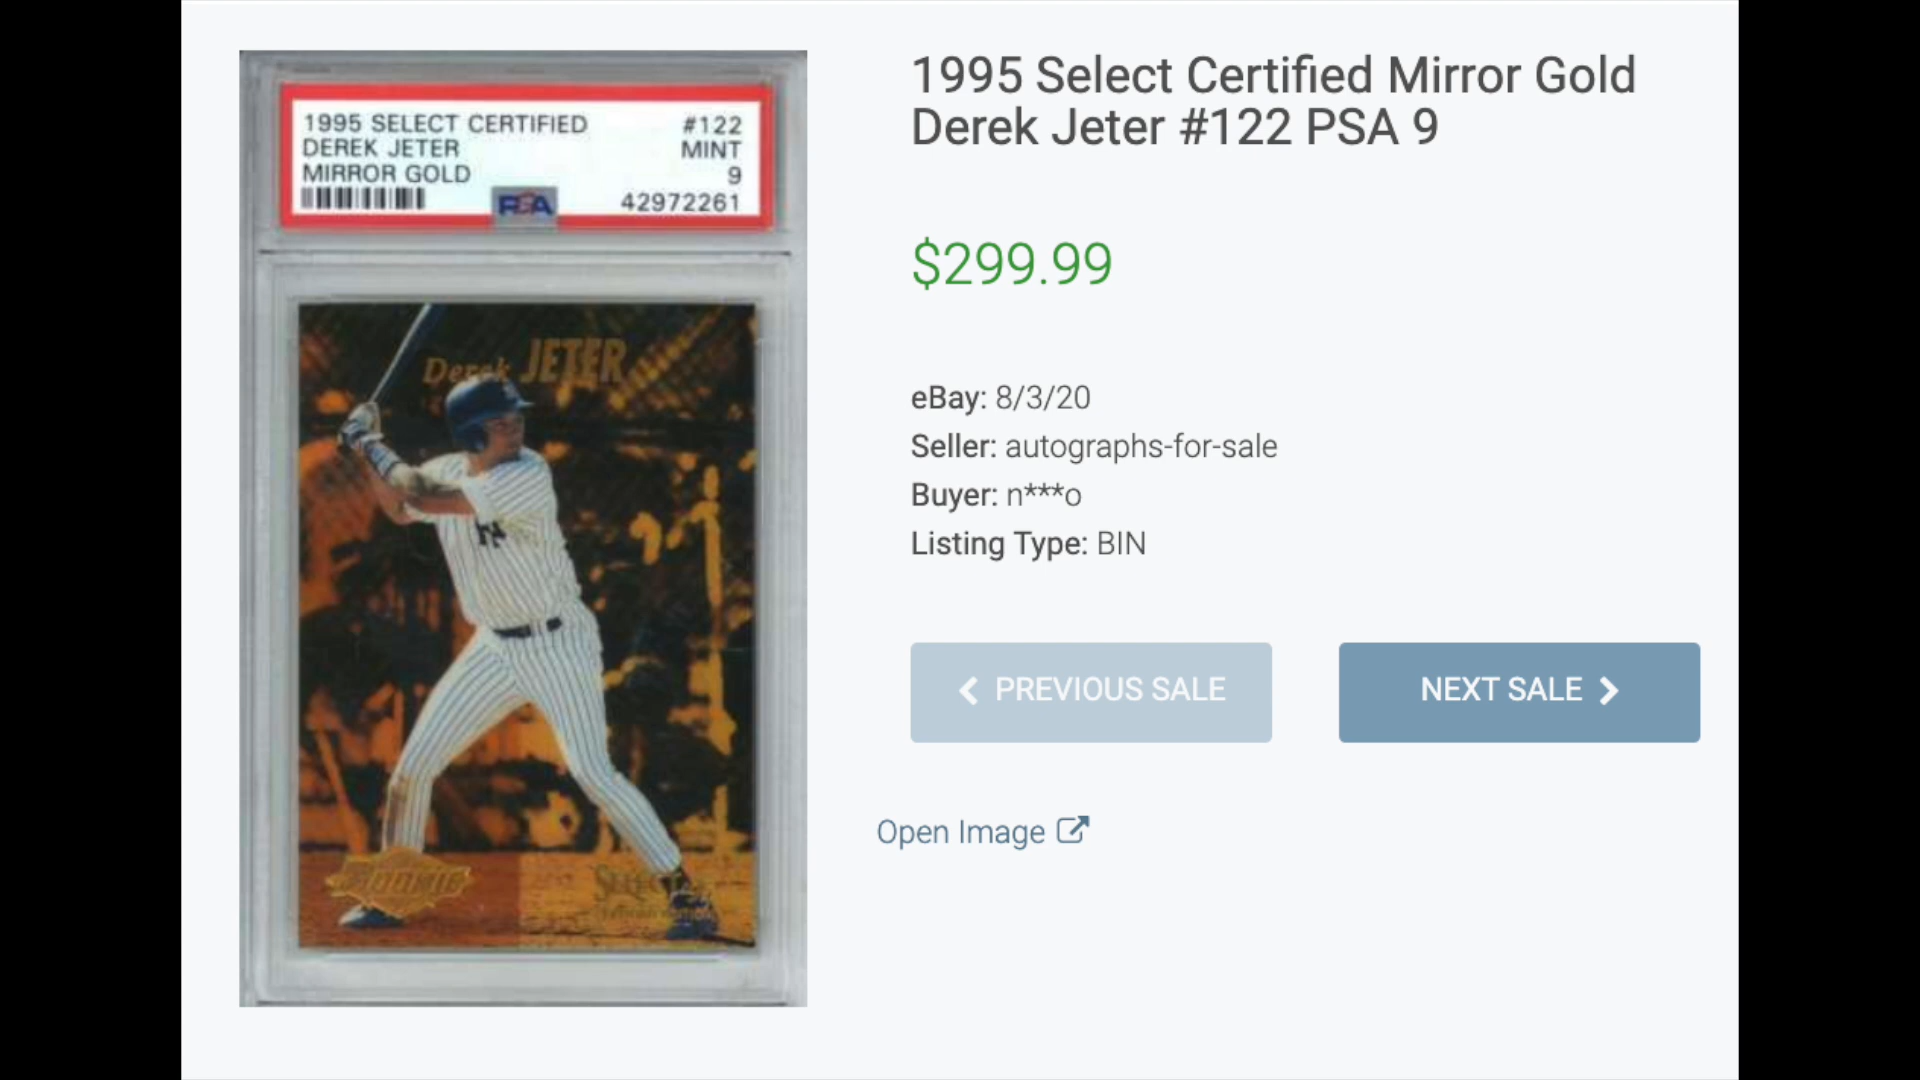 1995 SELECT CERTIFIED #122
DEREK JETER MINT
MIRROR GOLD 9
PSA 42972261
Derek JETER
ROOKIE
SELECT
1995 Select Certified Mirror Gold
Derek Jeter #122 PSA 9
$299.99
eBay: 8/3/20
Seller: autographs-for-sale
Buyer: n***o
Listing Type: BIN
PREVIOUS SALE
NEXT SALE
Open Image